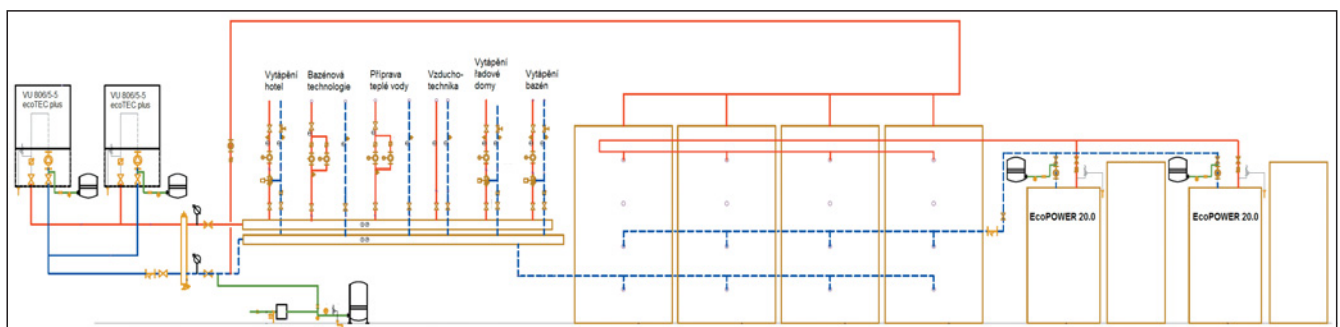 VU 806/5-5
ecoTEC plus
VU 806/5-5
ecoTEC plus
Vytápění
hotel
Bazénová
technologie
Příprava
teplé vody
Vzducho-
technika
Vytápění
řadové
domy
Vytápění
bazén
EcoPOWER 20.0
EcoPOWER 20.0